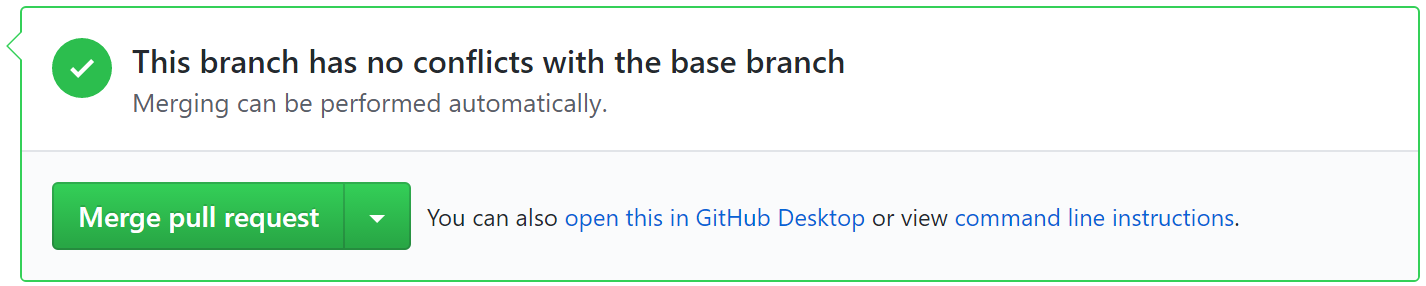 This branch has no conflicts with the base branch
Merging can be performed automatically.
Merge pull request You can also open this in GitHub Desktop or view command line instructions.